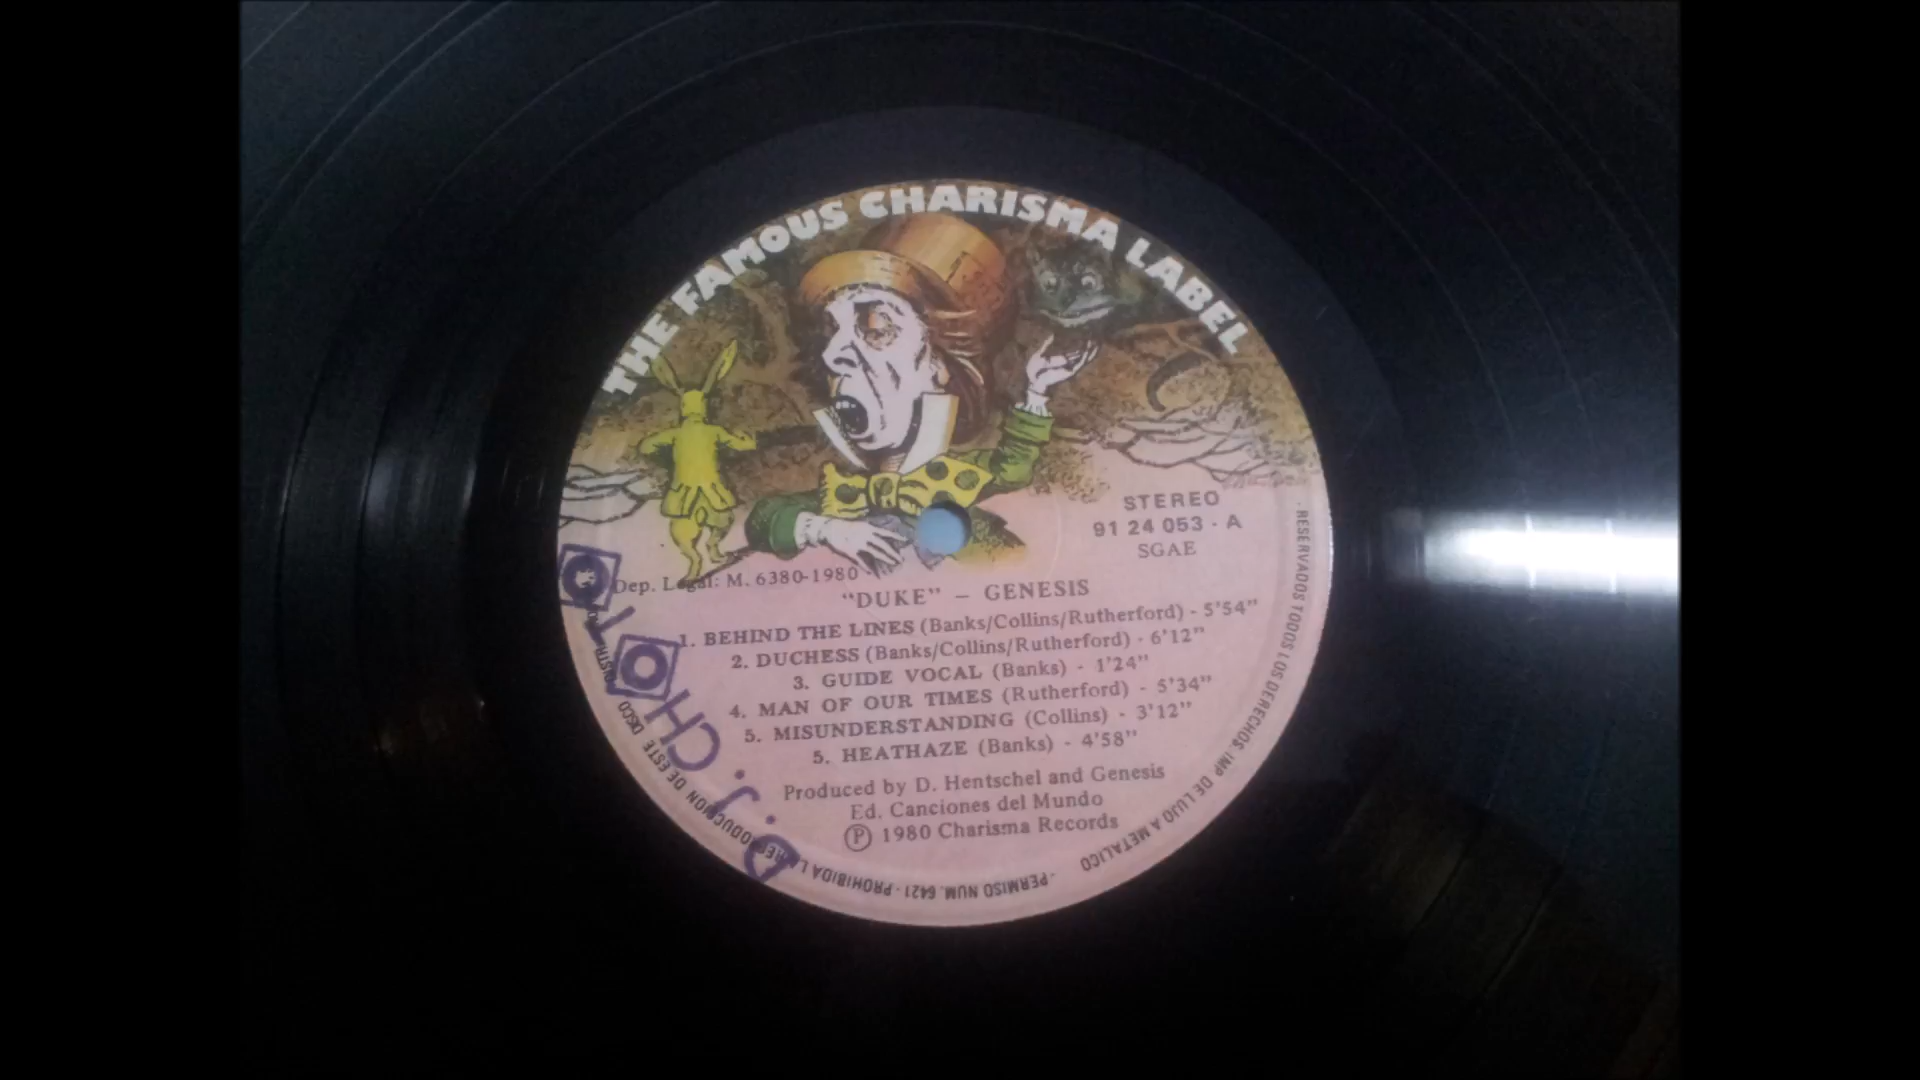 THE FAMOUS CHARISMA LABEL
STEREO
91 24 053 · A
SGAE
Dep. Legal: M. 6380-1980
"DUKE" — GENESIS
1. BEHIND THE LINES (Banks/Collins/Rutherford) - 5'54"
2. DUCHESS (Banks/Collins/Rutherford) - 6'12"
3. GUIDE VOCAL (Banks) - 1'24"
4. MAN OF OUR TIMES (Rutherford) - 5'34"
5. MISUNDERSTANDING (Collins) - 3'12"
5. HEATHAZE (Banks) - 4'58"
Produced by D. Hentschel and Genesis
Ed. Canciones del Mundo
Ⓟ 1980 Charisma Records
D.J. CHOTO
· RESERVADOS TODOS LOS DERECHOS. IMP. DE LUJO A METALICO
· PERMISO NUM. 6421 · PROHIBIDA LA REPRODUCCION DE ESTE DISCO